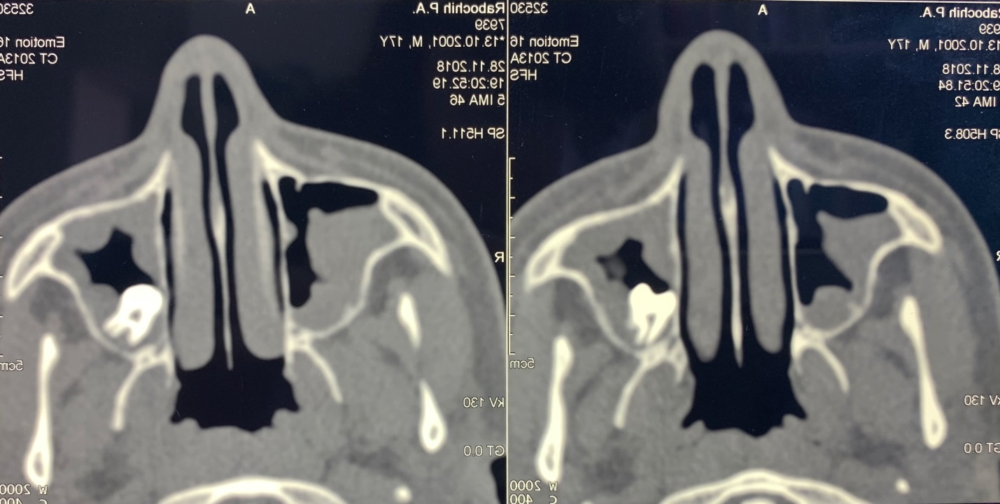 32530
A
Rabochih P.A.
7939
*13.10.2001, M, 17Y
Emotion 16
CT 2013A
HFS
28.11.2018
19:20:52.19
5 IMA 46
SP H511.1
R
5cm
kV 130
GT 0.0
W 2000
C 400
32530
A
Rabochih P.A.
939
13.10.2001, M, 17Y
Emotion 16
CT 2013A
HFS
8.11.2018
9:20:51.84
IMA 42
SP H508.3
R
5cm
kV 130
GT 0.0
W 2000
C 400